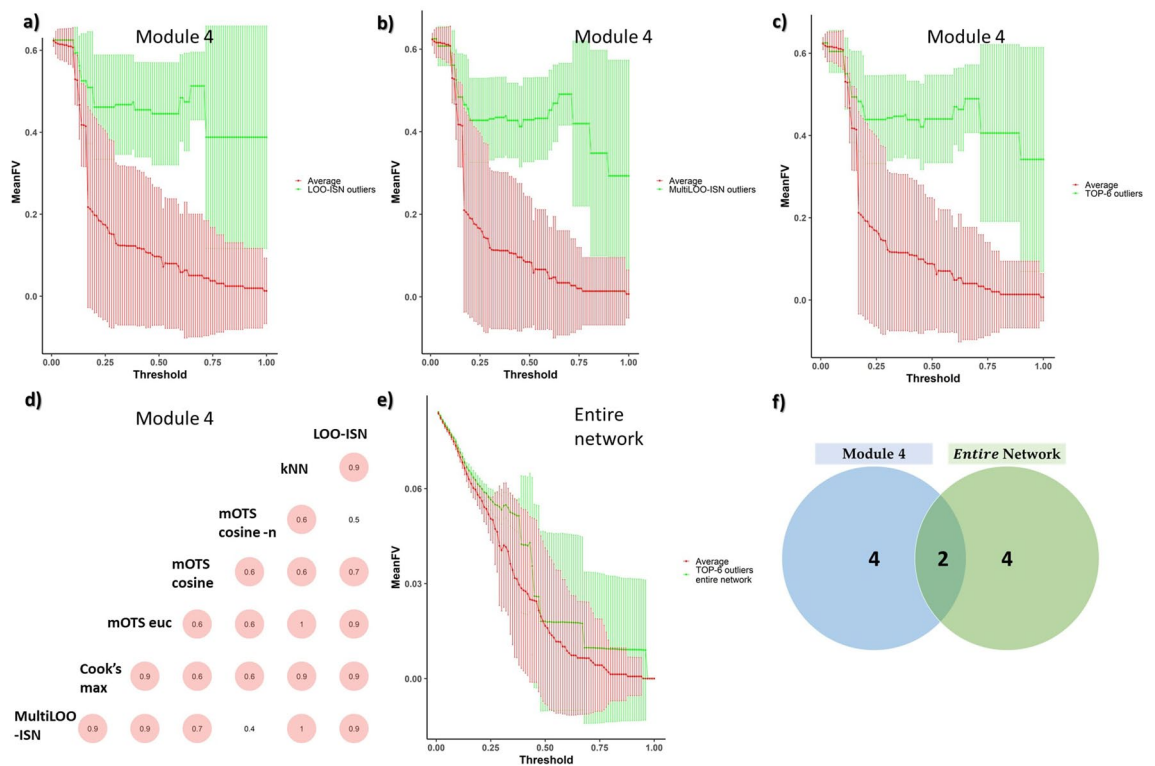 a)
Module 4
MeanFV
0.6
0.4
0.2
0.0
0.00
0.25
0.50
0.75
1.00
Threshold
Average
LOO-ISN outliers
b)
Module 4
MeanFV
0.6
0.4
0.2
0.0
0.00
0.25
0.50
0.75
1.00
Threshold
Average
MultiLOO-ISN outliers
c)
Module 4
MeanFV
0.6
0.4
0.2
0.0
0.00
0.25
0.50
0.75
1.00
Threshold
Average
TOP-6 outliers
d)
Module 4
LOO-ISN
kNN
0.9
mOTS
cosine -n
0.6
0.5
mOTS
cosine
0.6
0.6
0.7
mOTS euc
0.6
0.6
1
0.9
Cook's
max
0.9
0.6
0.6
0.9
0.9
MultiLOO
-ISN
0.9
0.9
0.7
0.4
1
0.9
e)
Entire
network
MeanFV
0.06
0.03
0.00
0.00
0.25
0.50
0.75
1.00
Threshold
Average
TOP-6 outliers
entire network
f)
Module 4
Entire Network
4
2
4